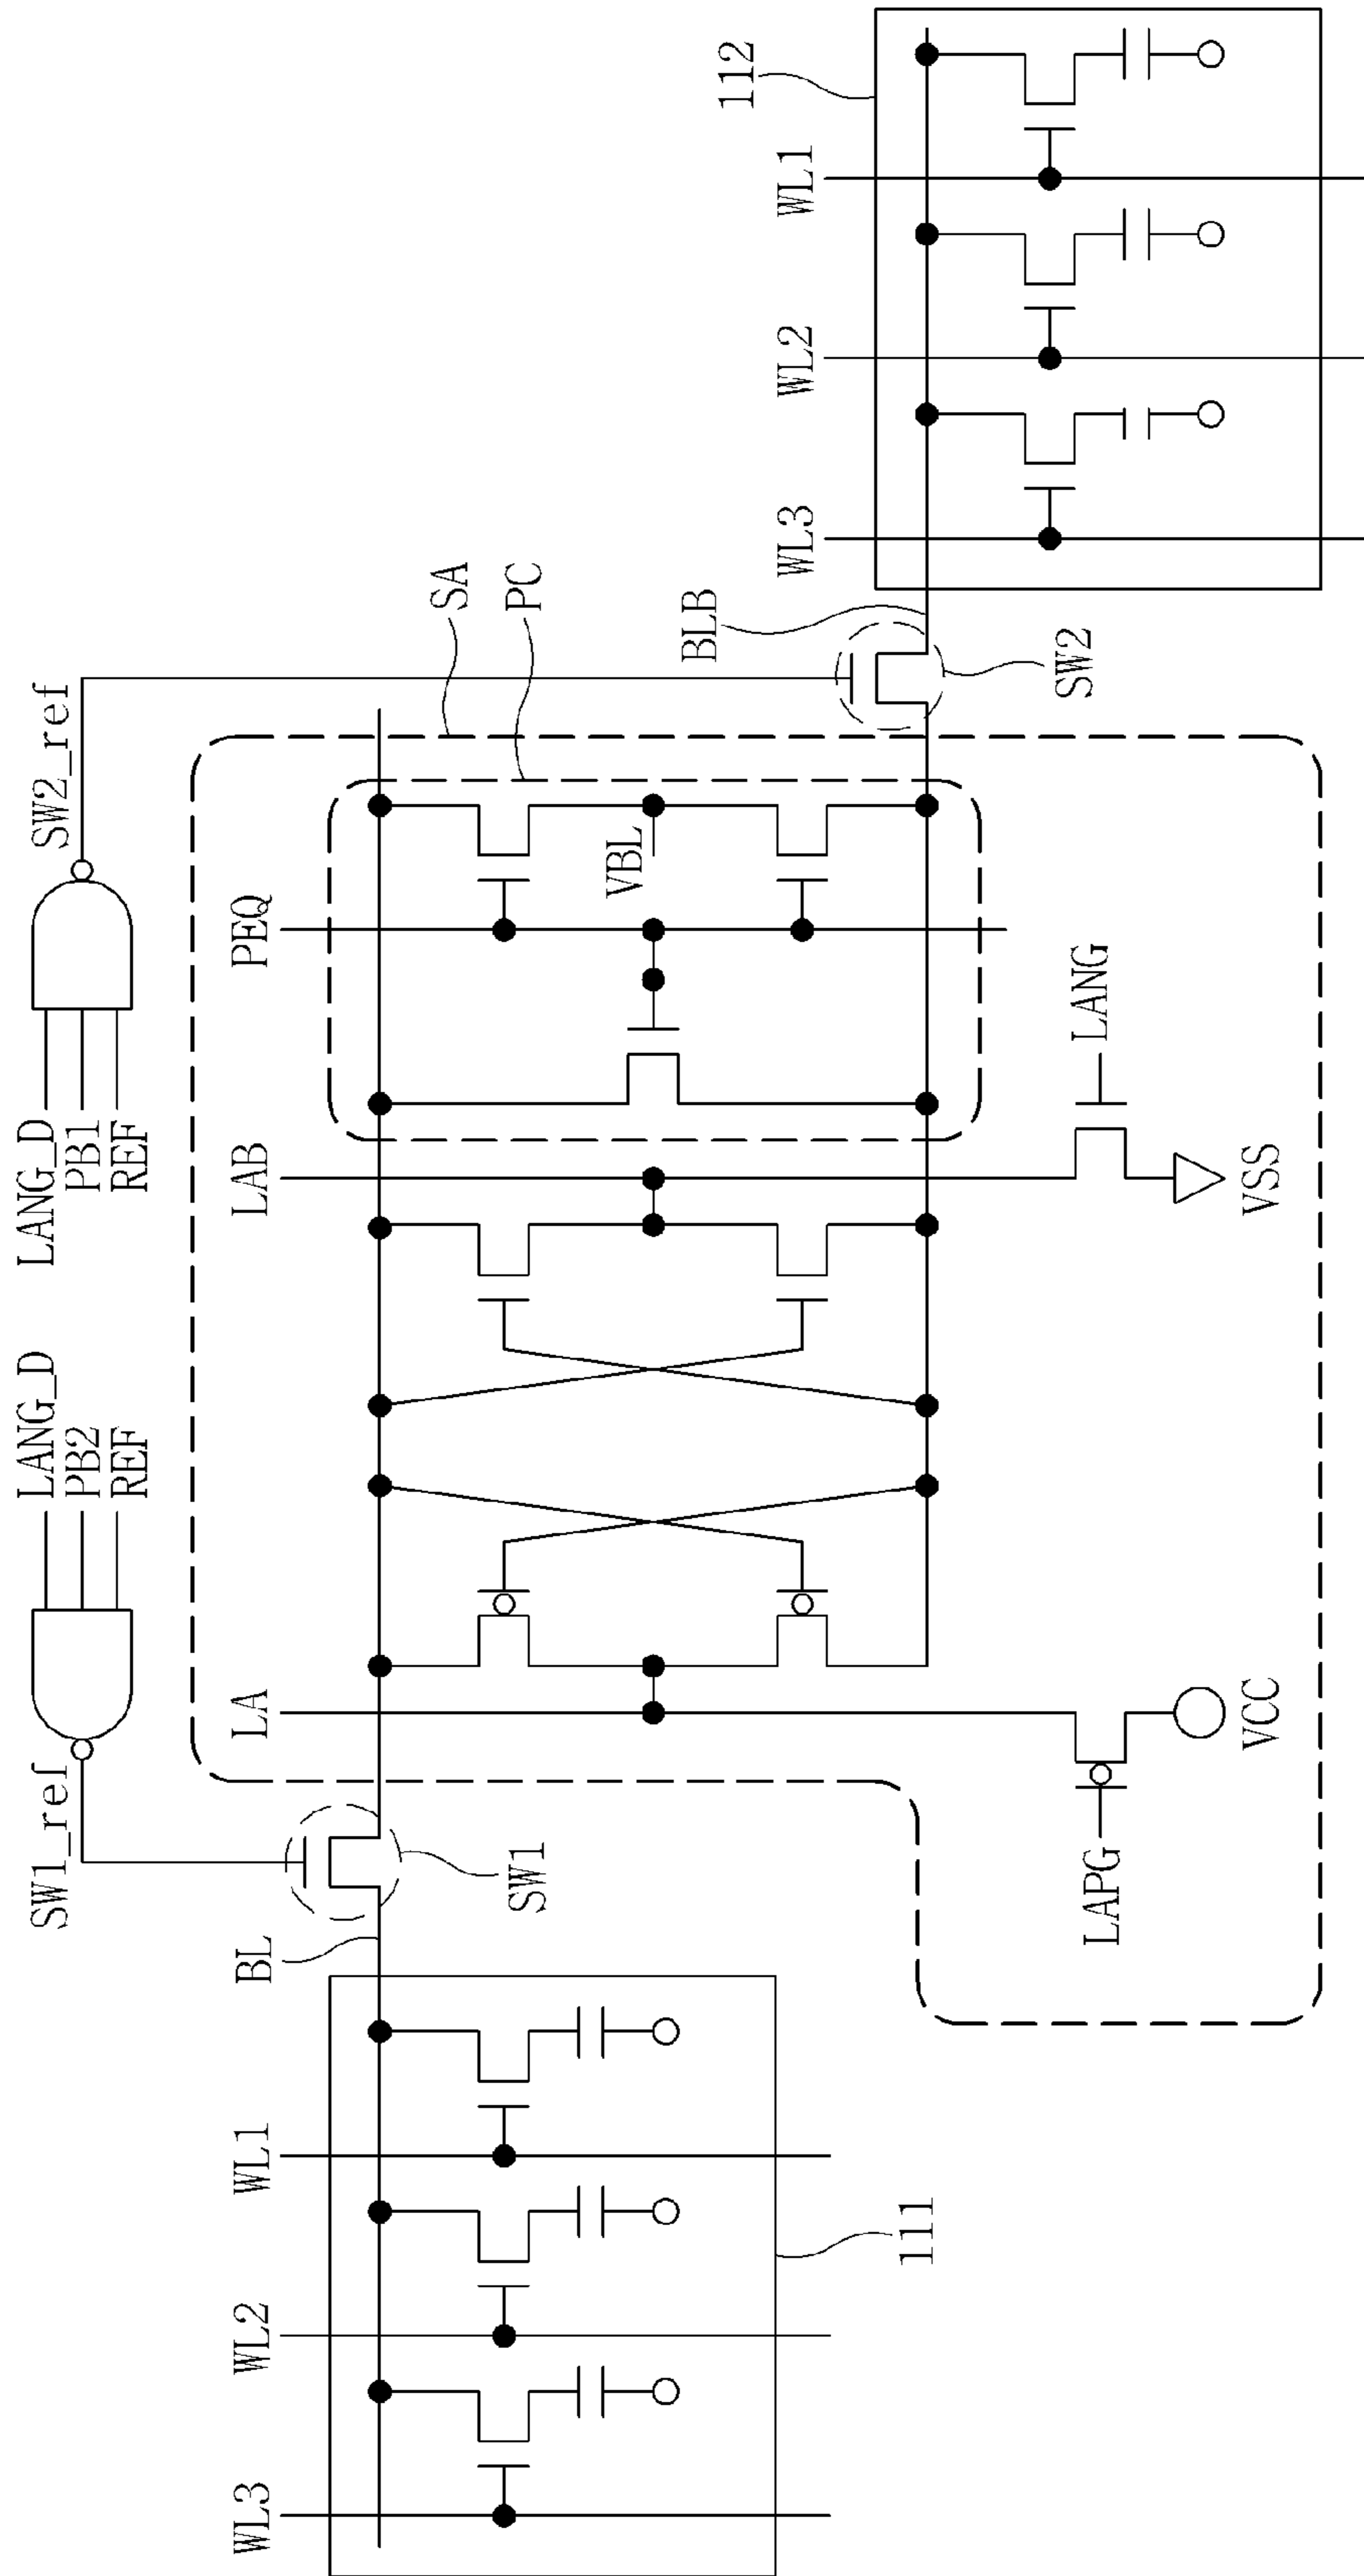 SW1_ref
LANG_D
PB2
REF
LANG_D
PB1
REF
SW2_ref
WL3
WL2
WL1
BL
LA
LAB
PEQ
SA
PC
SW1
VBL
BLB
112
WL3
WL2
WL1
111
LAPG
LANG
SW2
VCC
VSS